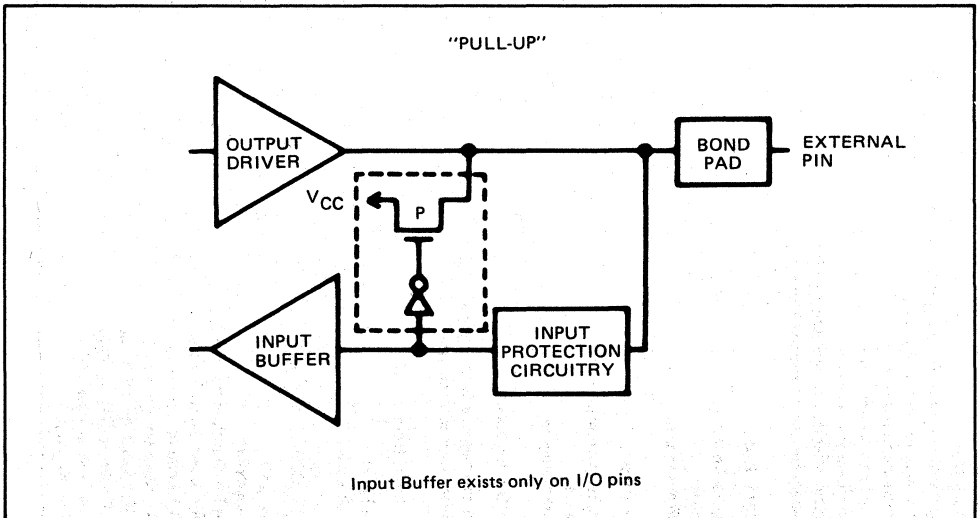 "PULL-UP"
OUTPUT
DRIVER
BOND
PAD
EXTERNAL
PIN
VCC
P
INPUT
BUFFER
INPUT
PROTECTION
CIRCUITRY
Input Buffer exists only on I/O pins